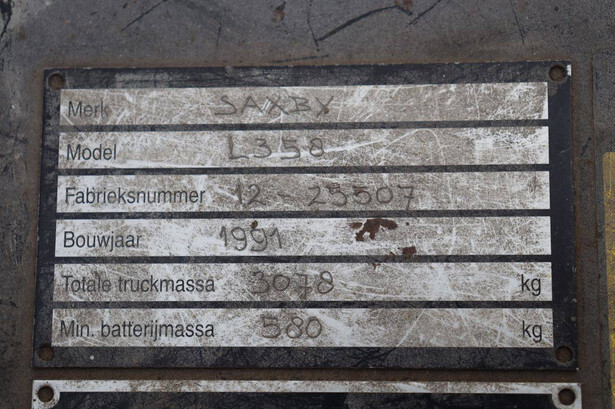 Merk SAXBY
Model L358
Fabrieksnummer 12-25507
Bouwjaar 1991
Totale truckmassa 3078 kg
Min. batterijmassa 580 kg